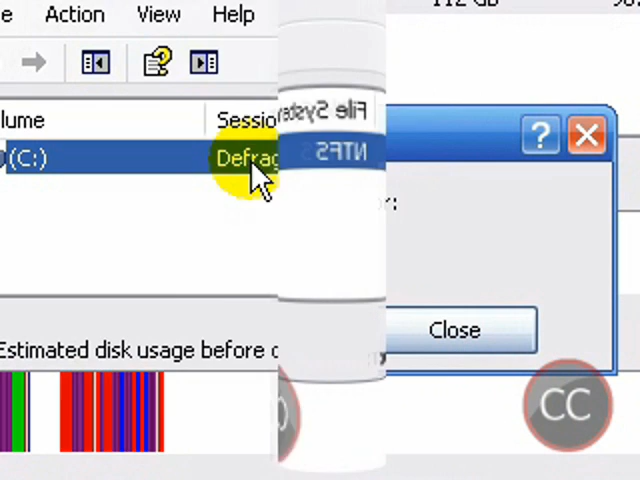 Action View Help
112 GB
lume
Session
File System
(C:)
Defrag
NTFS
?
Close
Estimated disk usage before
CC